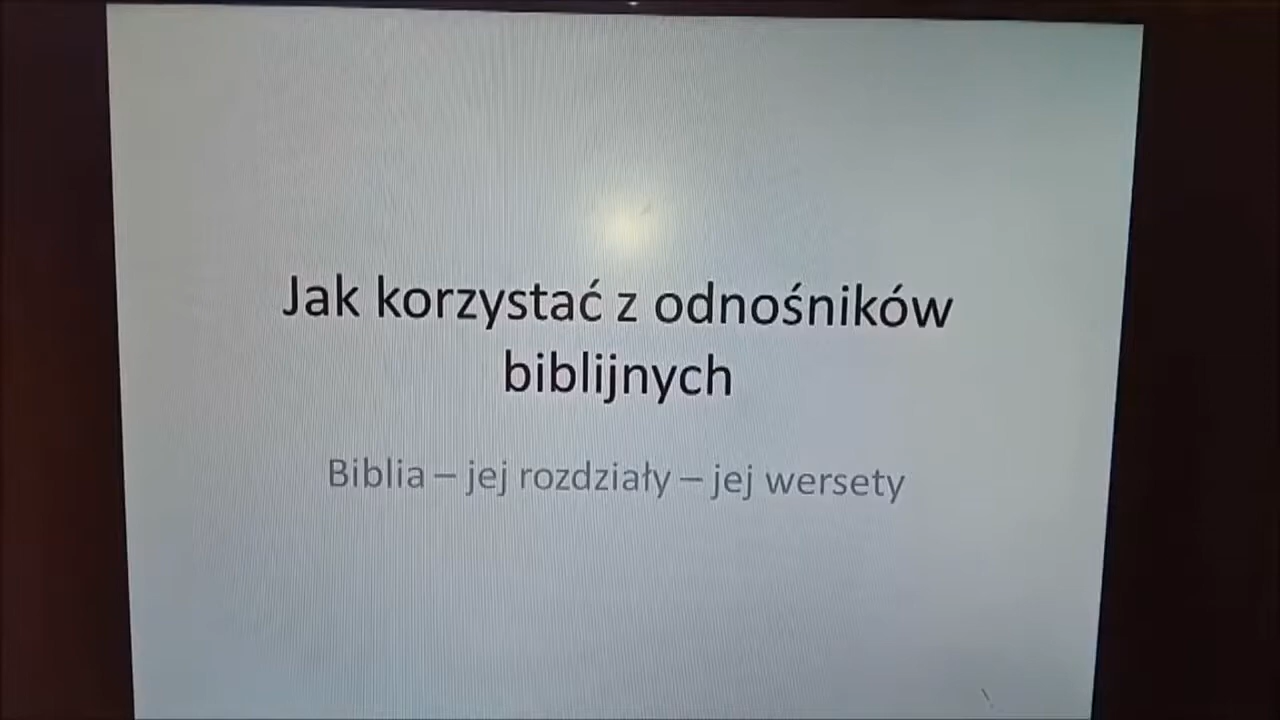 Jak korzystać z odnośników
biblijnych
Biblia – jej rozdziały – jej wersety